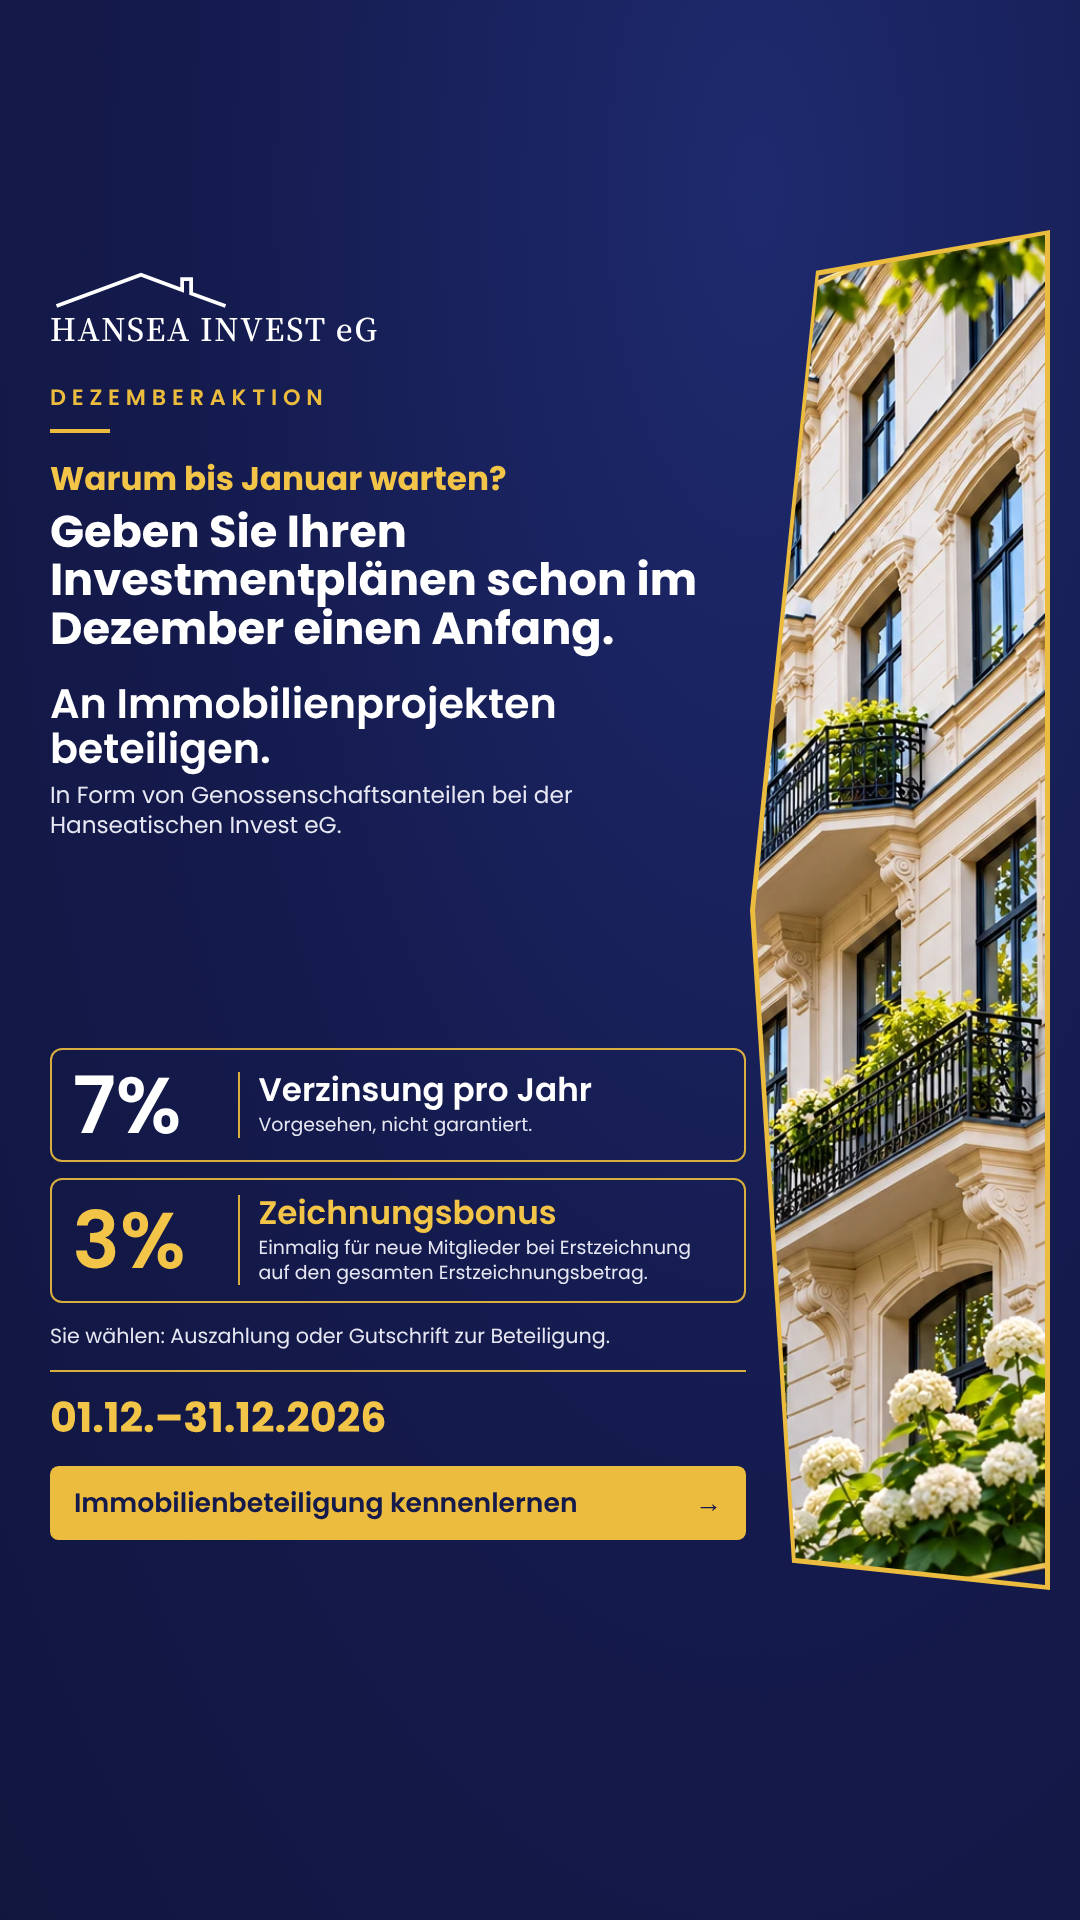 HANSEA INVEST eG
DEZEMBERAKTION
Warum bis Januar warten?
Geben Sie Ihren
Investmentplänen schon im
Dezember einen Anfang.
An Immobilienprojekten
beteiligen.
In Form von Genossenschaftsanteilen bei der
Hanseatischen Invest eG.
7%
Verzinsung pro Jahr
Vorgesehen, nicht garantiert.
3%
Zeichnungsbonus
Einmalig für neue Mitglieder bei Erstzeichnung
auf den gesamten Erstzeichnungsbetrag.
Sie wählen: Auszahlung oder Gutschrift zur Beteiligung.
01.12.–31.12.2026
Immobilienbeteiligung kennenlernen →